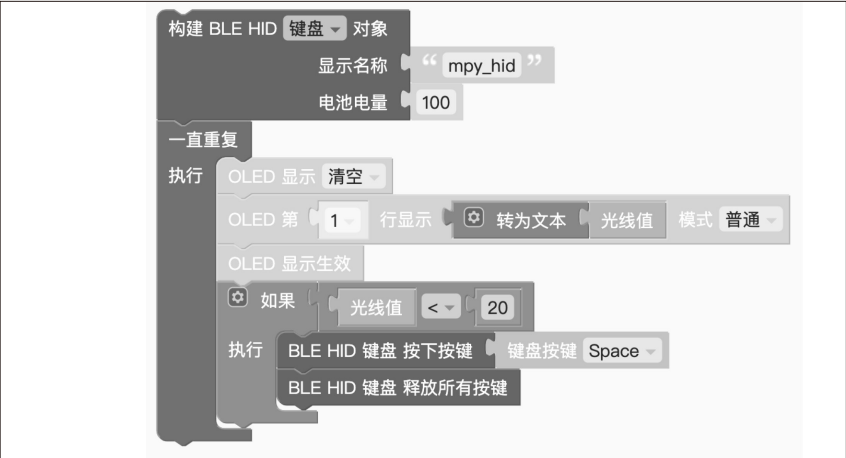 构建 BLE HID 键盘 对象
显示名称 “ mpy_hid ”
电池电量 100
一直重复
执行 OLED 显示 清空
OLED 第 1 行显示 转为文本 光线值 模式 普通
OLED 显示生效
如果 光线值 < 20
执行 BLE HID 键盘 按下按键 键盘按键 Space
BLE HID 键盘 释放所有按键